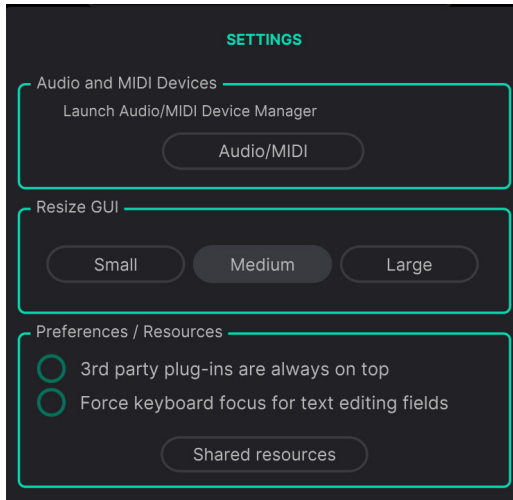 SETTINGS
Audio and MIDI Devices
Launch Audio/MIDI Device Manager
Audio/MIDI
Resize GUI
Small Medium Large
Preferences / Resources
3rd party plug-ins are always on top
Force keyboard focus for text editing fields
Shared resources